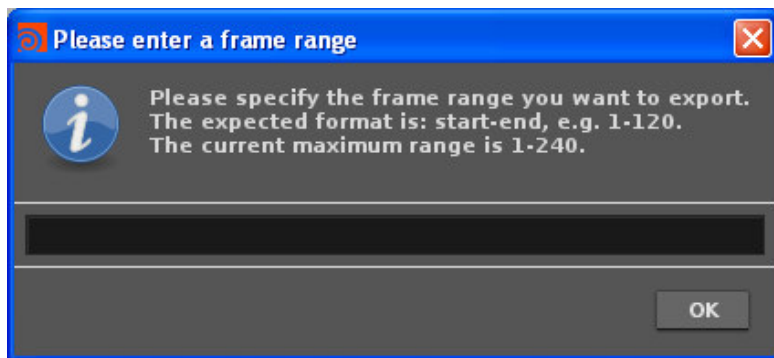 Please enter a frame range
Please specify the frame range you want to export.
The expected format is: start-end, e.g. 1-120.
The current maximum range is 1-240.
OK